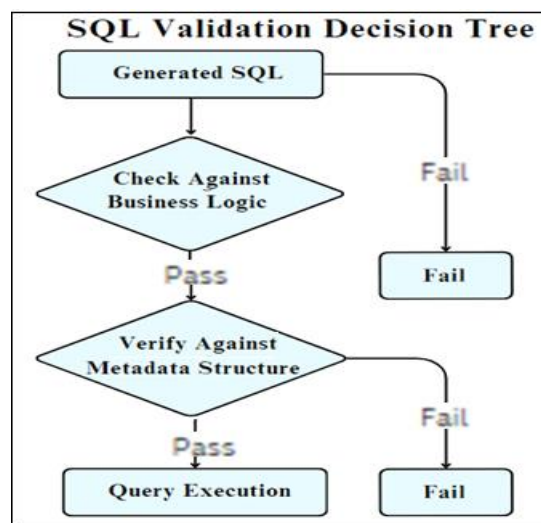 SQL Validation Decision Tree
Generated SQL
Check Against
Business Logic
Fail
Pass
Fail
Verify Against
Metadata Structure
Fail
Pass
Query Execution
Fail